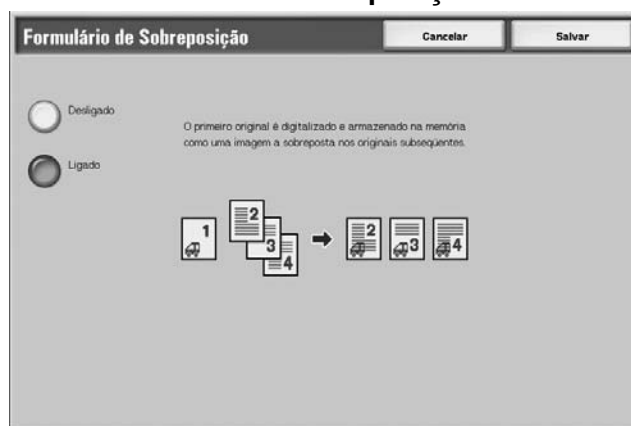 Formulário de Sobreposição
Cancelar
Salvar
Desligado
O primeiro original é digitalizado e armazenado na memória
como uma imagem a sobreposta nos originais subseqüentes.
Ligado
1
2
3
4
2
3
4